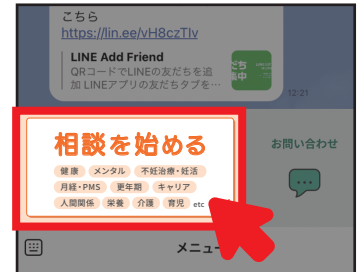 こちら
https://lin.ee/vH8czTlv
LINE Add Friend
QRコードでLINEの友だちを追
加 LINEアプリの友だちタブを…
12:21
相談を始める
お問い合わせ
健康 メンタル 不妊治療・妊活
月経・PMS 更年期 キャリア
人間関係 栄養 介護 育児 etc
メニュー